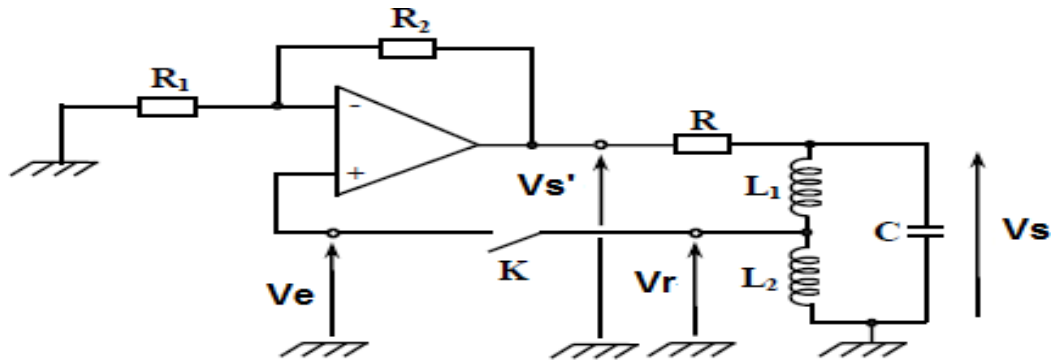 R₂
R₁
-
+
R
Vs'
L₁
C
Vs
K
Ve
Vr
L₂